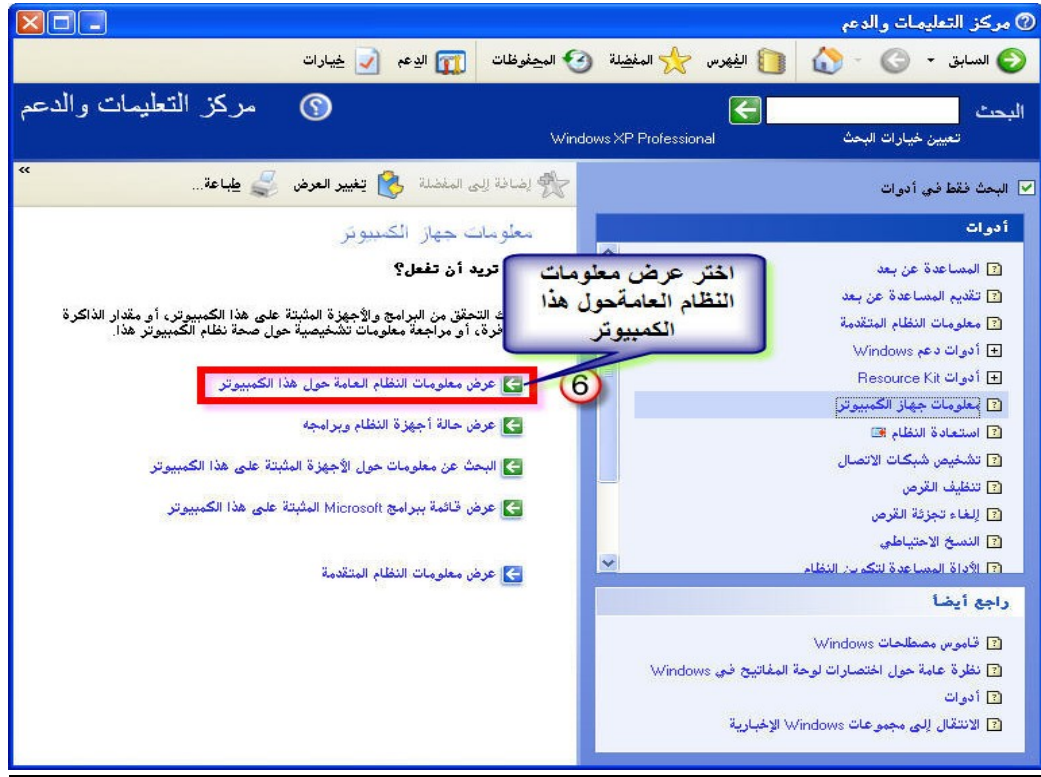 مركز التعليمات والدعم
السابق الفهرس المفضلة المحفوظات الدعم خيارات
البحث
تعيين خيارات البحث
Windows XP Professional
مركز التعليمات والدعم
البحث فقط في أدوات
أدوات
المساعدة عن بعد
تقديم المساعدة عن بعد
معلومات النظام المتقدمة
أدوات دعم Windows
أدوات Resource Kit
معلومات جهاز الكمبيوتر
استعادة النظام
تشخيص شبكات الاتصال
تنظيف القرص
إلغاء تجزئة القرص
النسخ الاحتياطي
الأداة المساعدة لتكوين النظام
راجع أيضاً
قاموس مصطلحات Windows
نظرة عامة حول اختصارات لوحة المفاتيح في Windows
أدوات
الانتقال إلى مجموعات Windows الإخبارية
إضافة إلى المفضلة تغيير العرض طباعة... »
معلومات جهاز الكمبيوتر
تريد أن تفعل؟
التحقق من البرامج والأجهزة المثبتة على هذا الكمبيوتر، أو مقدار الذاكرة
أو مراجعة معلومات تشخيصية حول صحة نظام الكمبيوتر هذا.
اختر عرض معلومات
النظام العامةحول هذا
الكمبيوتر
6
عرض معلومات النظام العامة حول هذا الكمبيوتر
عرض حالة أجهزة النظام وبرامجه
البحث عن معلومات حول الأجهزة المثبتة على هذا الكمبيوتر
عرض قائمة ببرامج Microsoft المثبتة على هذا الكمبيوتر
عرض معلومات النظام المتقدمة